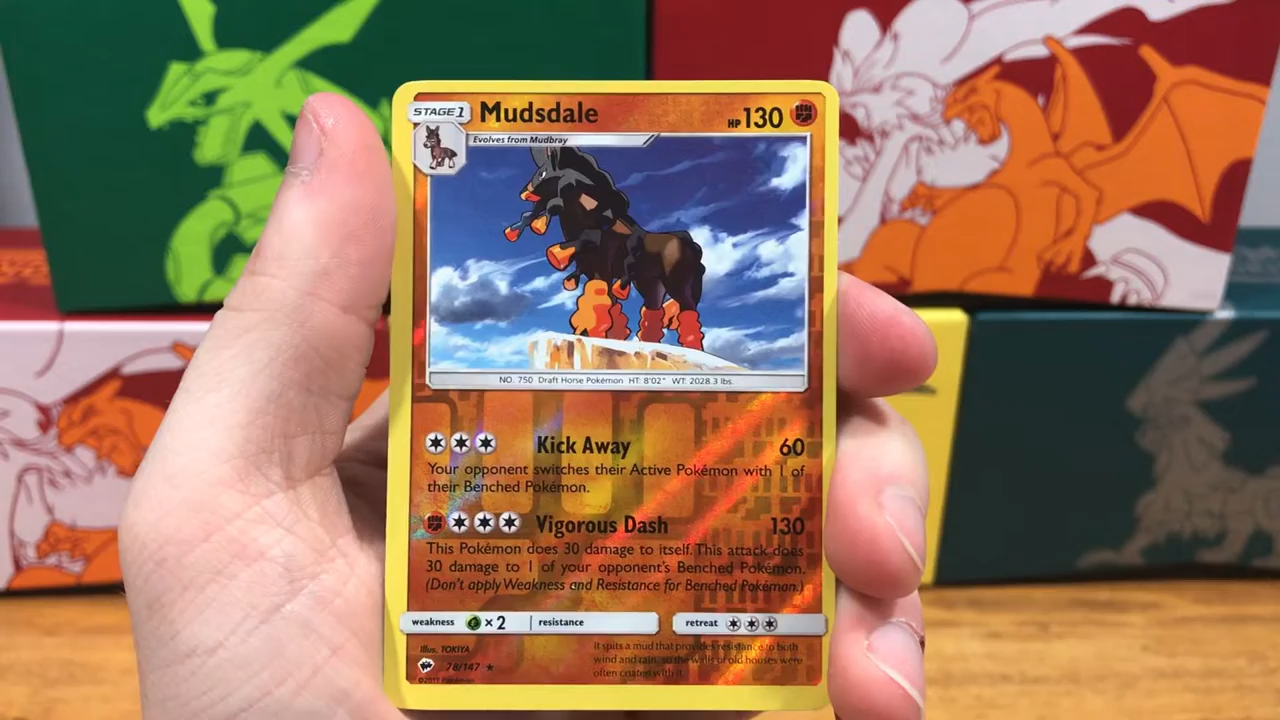 STAGE 1 Mudsdale HP 130
Evolves from Mudbray
NO. 750 Draft Horse Pokémon HT: 8'02" WT: 2028.3 lbs.
Kick Away 60
Your opponent switches their Active Pokémon with 1 of
their Benched Pokémon.
Vigorous Dash 130
This Pokémon does 30 damage to itself. This attack does
30 damage to 1 of your opponent's Benched Pokémon.
(Don't apply Weakness and Resistance for Benched Pokémon.)
weakness ×2 resistance retreat
Illus. TOKIYA
78/147 ★
©2017 Pokémon
It spits a mud that provides resistance to both
wind and rain, so the walls of old houses were
often coated with it.